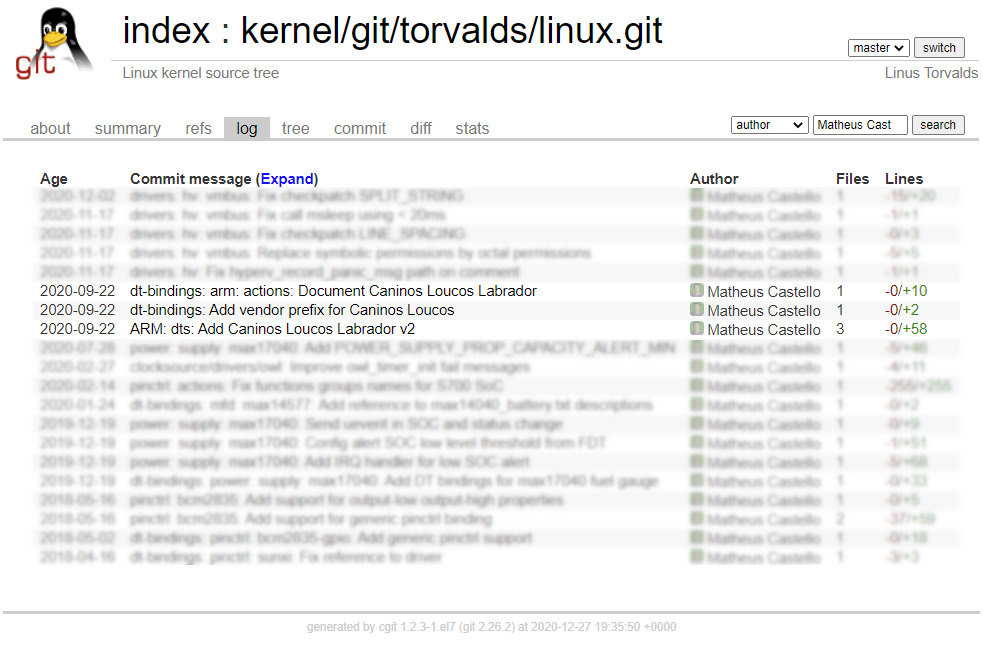 index : kernel/git/torvalds/linux.git
master switch
git
Linux kernel source tree
Linus Torvalds
about summary refs log tree commit diff stats
author Matheus Cast search
Age Commit message (Expand) Author Files Lines
2020-12-02 drivers: hv: vmbus: Fix checkpatch SPLIT_STRING Matheus Castello 1 -15/+20
2020-11-17 drivers: hv: vmbus: Fix call msleep using < 20ms Matheus Castello 1 -1/+1
2020-11-17 drivers: hv: vmbus: Fix checkpatch LINE_SPACING Matheus Castello 1 -0/+3
2020-11-17 drivers: hv: vmbus: Replace symbolic permissions by octal permissions Matheus Castello 1 -5/+5
2020-11-17 drivers: hv: Fix hyperv_record_panic_msg path on comment Matheus Castello 1 -1/+1
2020-09-22 dt-bindings: arm: actions: Document Caninos Loucos Labrador Matheus Castello 1 -0/+10
2020-09-22 dt-bindings: Add vendor prefix for Caninos Loucos Matheus Castello 1 -0/+2
2020-09-22 ARM: dts: Add Caninos Loucos Labrador v2 Matheus Castello 3 -0/+58
2020-07-28 power: supply: max17040: Add POWER_SUPPLY_PROP_CAPACITY_ALERT_MIN Matheus Castello 1 -5/+46
2020-02-27 clocksource/drivers/owl: Improve owl_timer_init fail messages Matheus Castello 1 -4/+11
2020-02-14 pinctrl: actions: Fix functions groups names for S700 SoC Matheus Castello 1 -255/+255
2020-01-24 dt-bindings: mfd: max14577: Add reference to max14040_battery.txt descriptions Matheus Castello 1 -0/+2
2019-12-19 power: supply: max17040: Send uevent in SOC and status change Matheus Castello 1 -0/+9
2019-12-19 power: supply: max17040: Config alert SOC low level threshold from FDT Matheus Castello 1 -1/+51
2019-12-19 power: supply: max17040: Add IRQ handler for low SOC alert Matheus Castello 1 -5/+68
2019-12-19 dt-bindings: power: supply: max17040: Add DT bindings for max17040 fuel gauge Matheus Castello 1 -0/+33
2018-05-16 pinctrl: bcm2835: Add support for output-low output-high properties Matheus Castello 1 -0/+5
2018-05-16 pinctrl: bcm2835: Add support for generic pinctrl binding Matheus Castello 2 -37/+59
2018-05-02 dt-bindings: pinctrl: bcm2835-gpio: Add generic pinctrl support Matheus Castello 1 -0/+18
2018-04-16 dt-bindings: pinctrl: sunxi: Fix reference to driver Matheus Castello 1 -3/+3
generated by cgit 1.2.3-1.el7 (git 2.26.2) at 2020-12-27 19:35:50 +0000